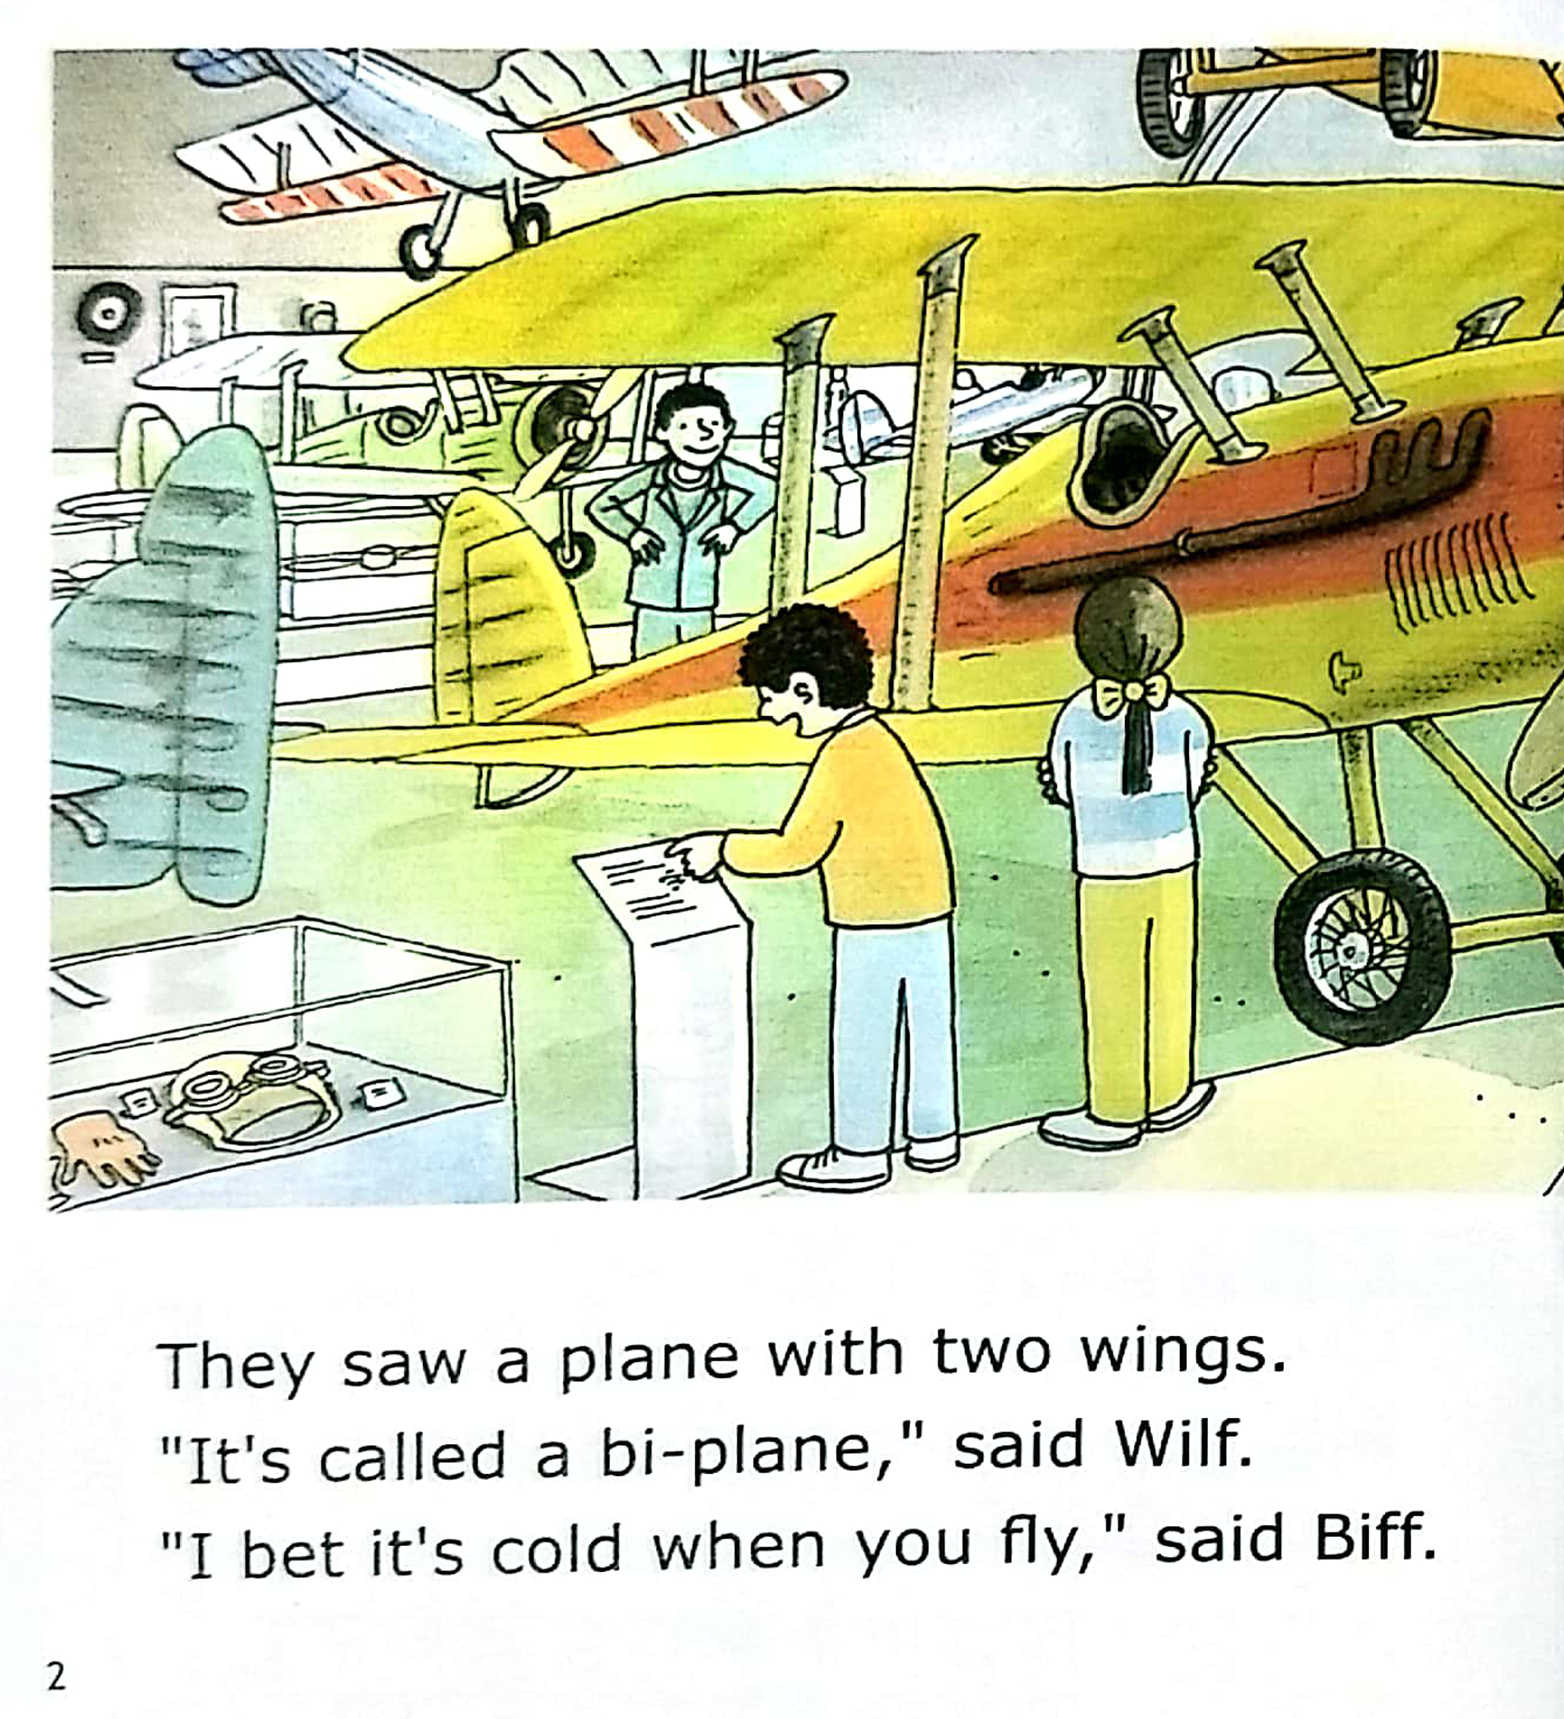 They saw a plane with two wings.
"It's called a bi-plane," said Wilf.
"I bet it's cold when you fly," said Biff.
2